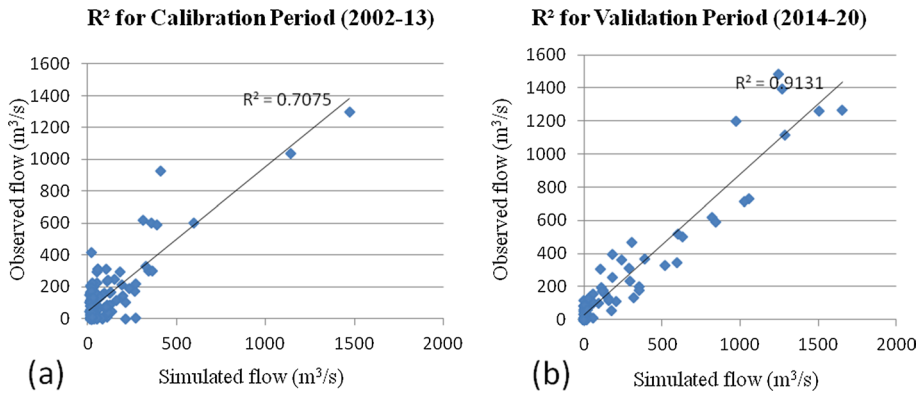 R² for Calibration Period (2002-13)
1600
1400
1200
1000
800
600
400
200
0
0 500 1000 1500 2000
Observed flow (m³/s)
Simulated flow (m³/s)
R² = 0.7075
(a)
R² for Validation Period (2014-20)
1600
1400
1200
1000
800
600
400
200
0
0 500 1000 1500 2000
Observed flow (m³/s)
Simulated flow (m³/s)
R² = 0.9131
(b)